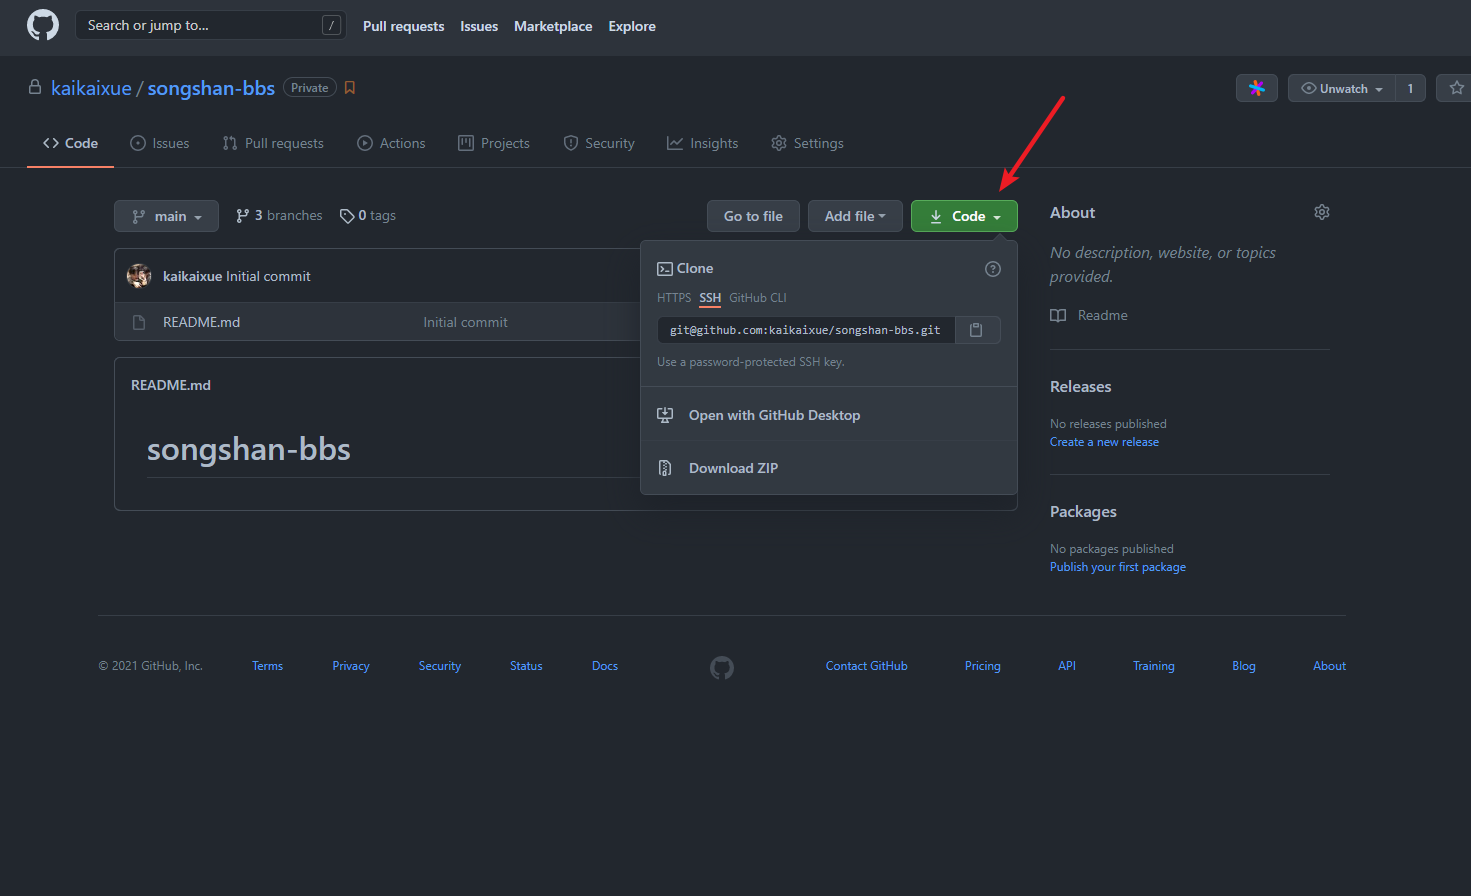 Search or jump to... /
Pull requests Issues Marketplace Explore
kaikaixue / songshan-bbs Private
Unwatch 1
Code Issues Pull requests Actions Projects Security Insights Settings
main 3 branches 0 tags
Go to file Add file Code
kaikaixue Initial commit
README.md Initial commit
README.md
songshan-bbs
Clone
HTTPS SSH GitHub CLI
git@github.com:kaikaixue/songshan-bbs.git
Use a password-protected SSH key.
Open with GitHub Desktop
Download ZIP
About
No description, website, or topics
provided.
Readme
Releases
No releases published
Create a new release
Packages
No packages published
Publish your first package
© 2021 GitHub, Inc. Terms Privacy Security Status Docs Contact GitHub Pricing API Training Blog About